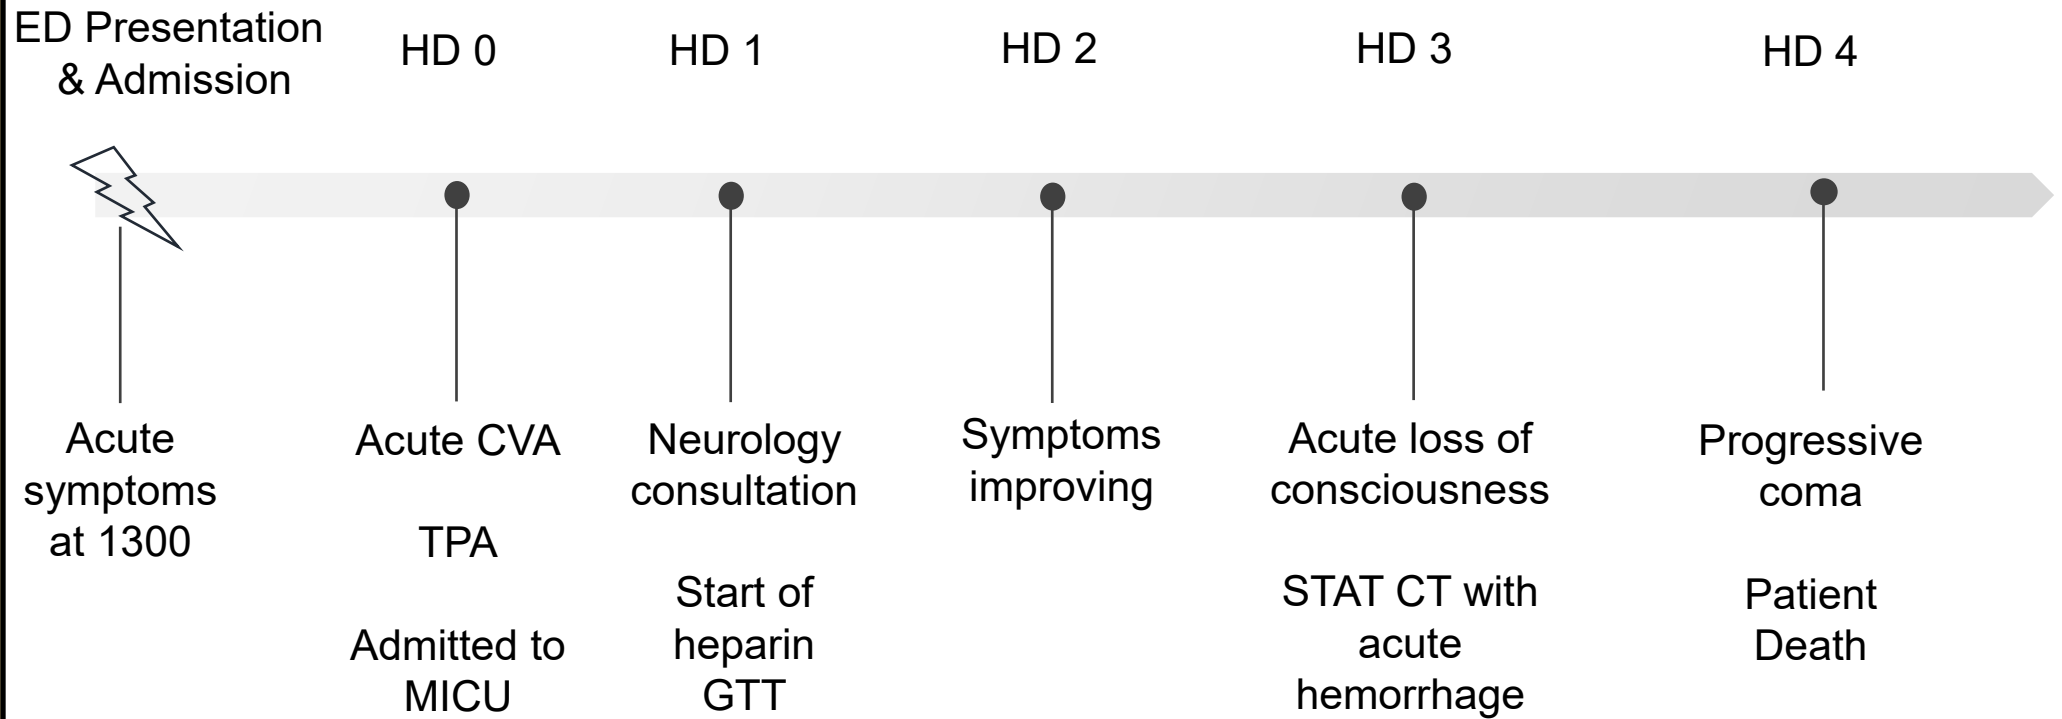 ED Presentation
& Admission
HD 0
HD 1
HD 2
HD 3
HD 4
Acute
symptoms
at 1300
Acute CVA
TPA
Admitted to
MICU
Neurology
consultation
Start of
heparin
GTT
Symptoms
improving
Acute loss of
consciousness
STAT CT with
acute
hemorrhage
Progressive
coma
Patient
Death